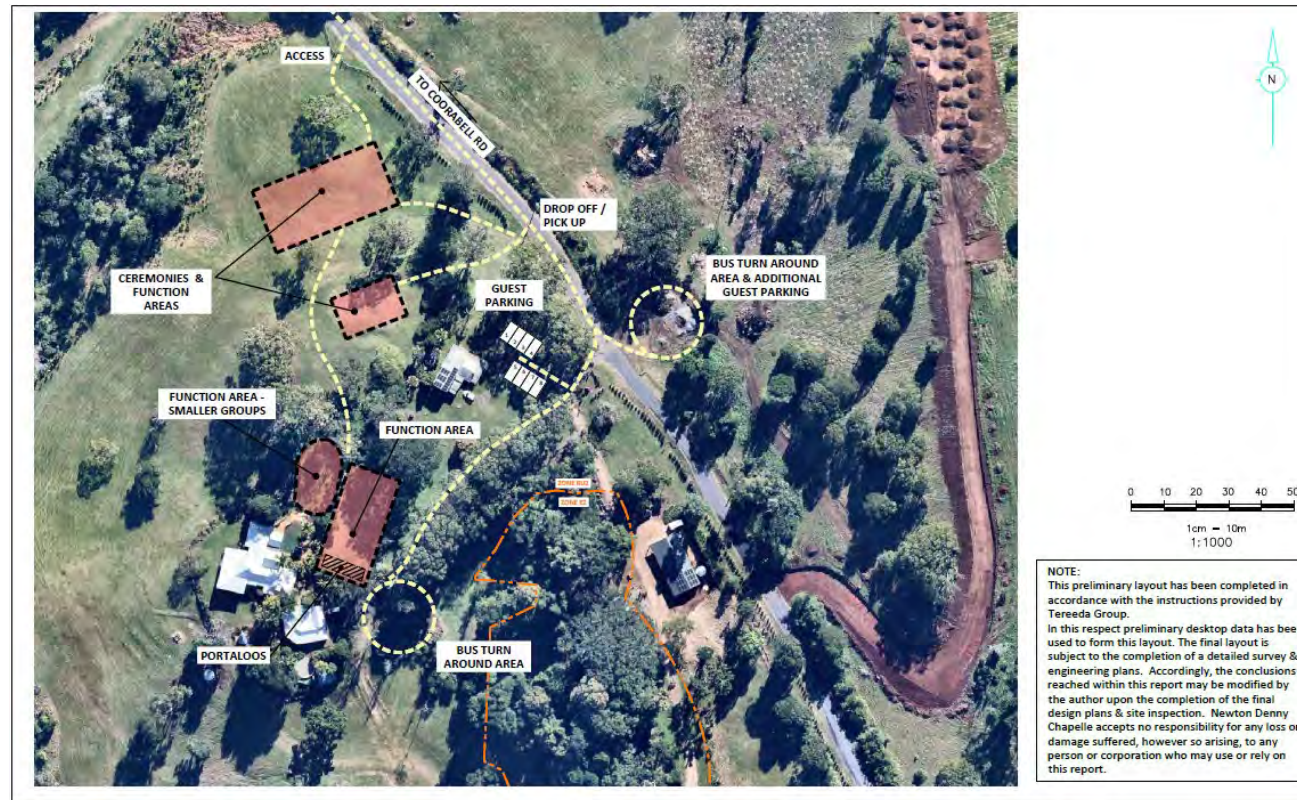 ACCESS
TO COORABELL RD
N
DROP OFF /
PICK UP
CEREMONIES &
FUNCTION
AREAS
GUEST
PARKING
BUS TURN AROUND
AREA & ADDITIONAL
GUEST PARKING
FUNCTION AREA -
SMALLER GROUPS
FUNCTION AREA
ZONE RU2
PORTALOOS
BUS TURN
AROUND AREA
0 10 20 30 40 50
1cm = 10m
1:1000
NOTE:
This preliminary layout has been completed in
accordance with the instructions provided by
Tereeda Group.
In this respect preliminary desktop data has bee
used to form this layout. The final layout is
subject to the completion of a detailed survey &
engineering plans. Accordingly, the conclusions
reached within this report may be modified by
the author upon the completion of the final
design plans & site inspection. Newton Denny
Chapelle accepts no responsibility for any loss or
damage suffered, however so arising, to any
person or corporation who may use or rely on
this report.